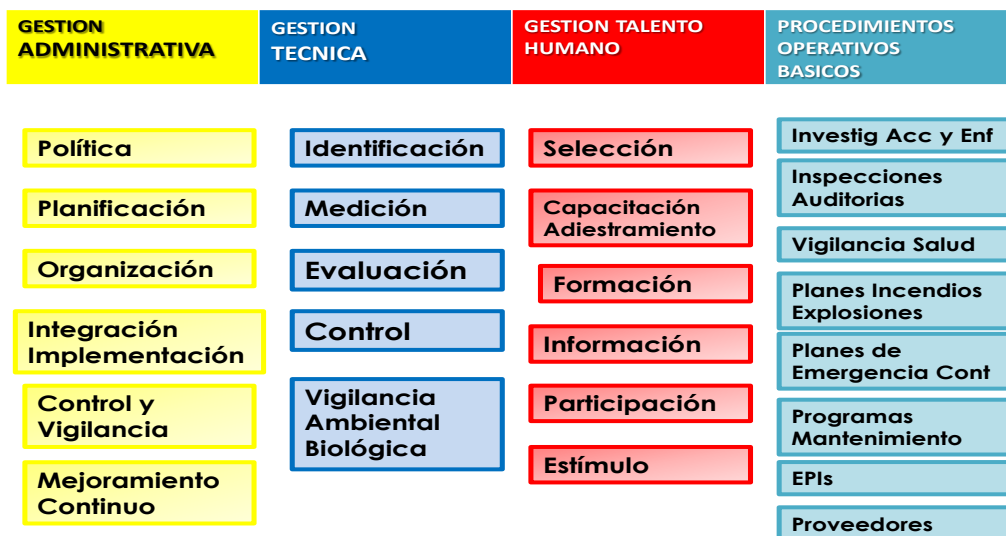 GESTION
ADMINISTRATIVA
GESTION
TECNICA
GESTION TALENTO
HUMANO
PROCEDIMIENTOS
OPERATIVOS
BASICOS
Política
Planificación
Organización
Integración
Implementación
Control y
Vigilancia
Mejoramiento
Continuo
Identificación
Medición
Evaluación
Control
Vigilancia
Ambiental
Biológica
Selección
Capacitación
Adiestramiento
Formación
Información
Participación
Estímulo
Investig Acc y Enf
Inspecciones
Auditorias
Vigilancia Salud
Planes Incendios
Explosiones
Planes de
Emergencia Cont
Programas
Mantenimiento
EPIs
Proveedores